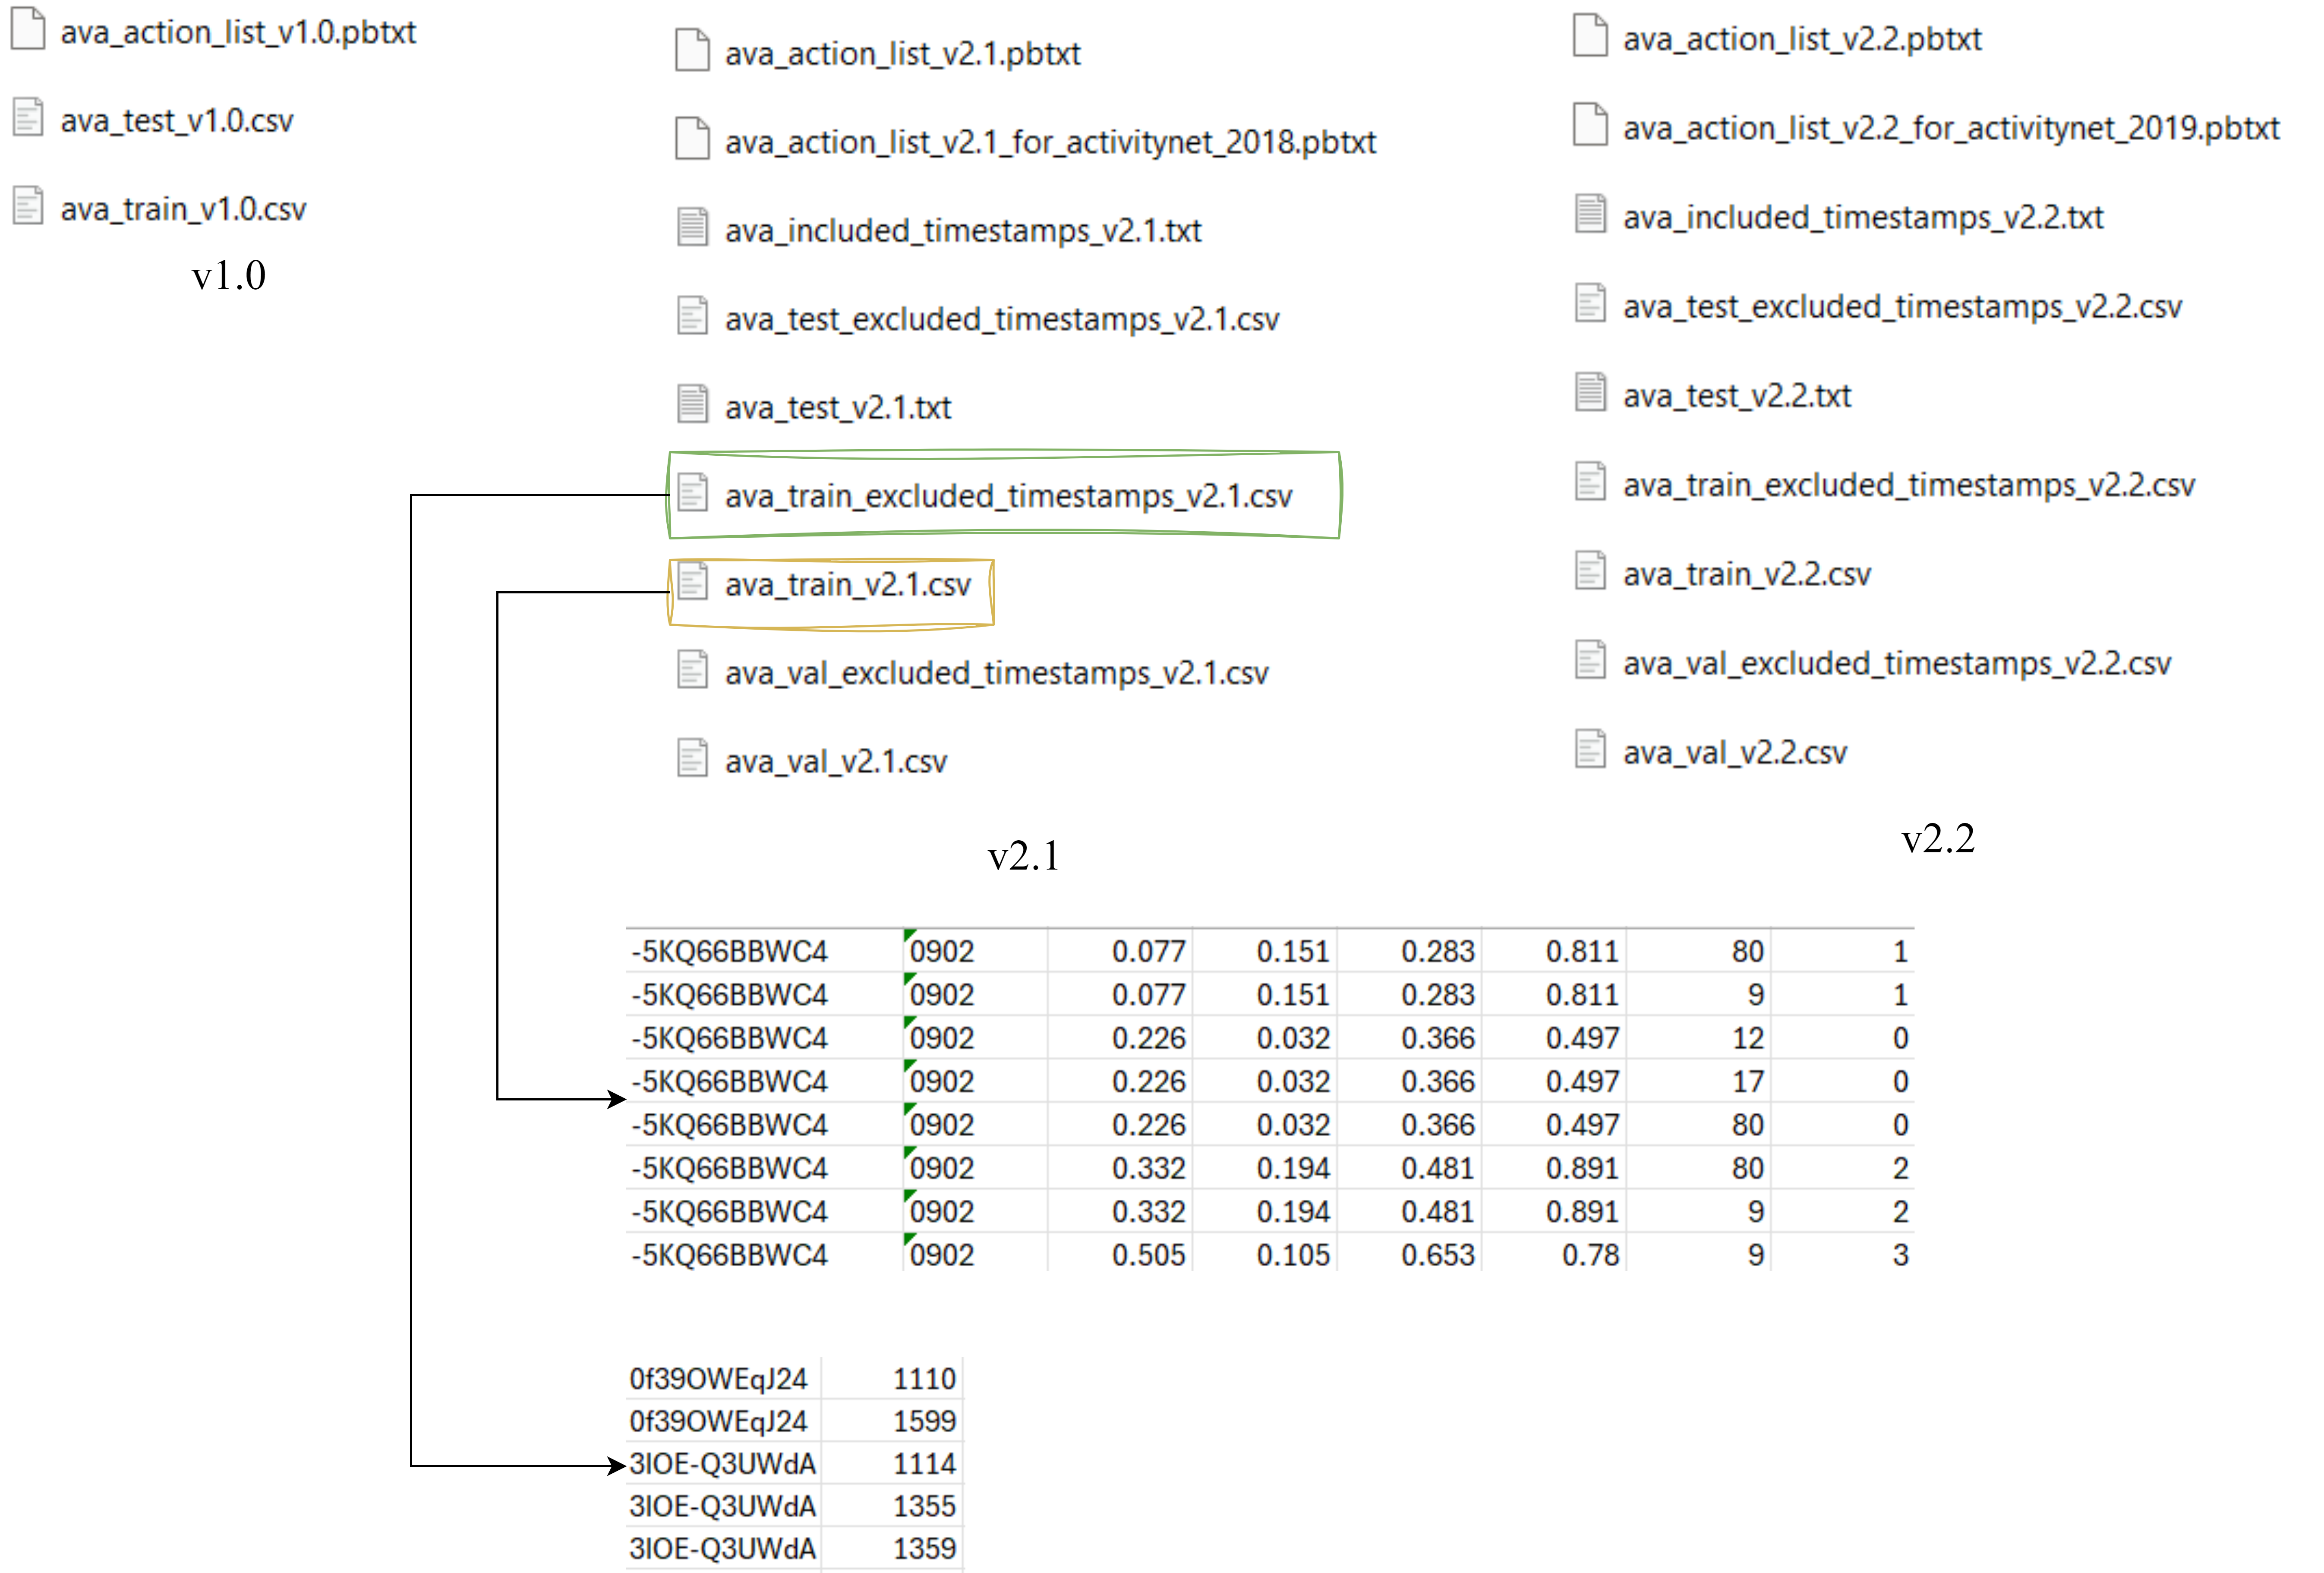 ava_action_list_v1.0.pbtxt
ava_test_v1.0.csv
ava_train_v1.0.csv
v1.0
ava_action_list_v2.1.pbtxt
ava_action_list_v2.1_for_activitynet_2018.pbtxt
ava_included_timestamps_v2.1.txt
ava_test_excluded_timestamps_v2.1.csv
ava_test_v2.1.txt
ava_train_excluded_timestamps_v2.1.csv
ava_train_v2.1.csv
ava_val_excluded_timestamps_v2.1.csv
ava_val_v2.1.csv
v2.1
ava_action_list_v2.2.pbtxt
ava_action_list_v2.2_for_activitynet_2019.pbtxt
ava_included_timestamps_v2.2.txt
ava_test_excluded_timestamps_v2.2.csv
ava_test_v2.2.txt
ava_train_excluded_timestamps_v2.2.csv
ava_train_v2.2.csv
ava_val_excluded_timestamps_v2.2.csv
ava_val_v2.2.csv
v2.2
-5KQ66BBWC4 0902 0.077 0.151 0.283 0.811 80 1
-5KQ66BBWC4 0902 0.077 0.151 0.283 0.811 9 1
-5KQ66BBWC4 0902 0.226 0.032 0.366 0.497 12 0
-5KQ66BBWC4 0902 0.226 0.032 0.366 0.497 17 0
-5KQ66BBWC4 0902 0.226 0.032 0.366 0.497 80 0
-5KQ66BBWC4 0902 0.332 0.194 0.481 0.891 80 2
-5KQ66BBWC4 0902 0.332 0.194 0.481 0.891 9 2
-5KQ66BBWC4 0902 0.505 0.105 0.653 0.78 9 3
0f39OWEqJ24 1110
0f39OWEqJ24 1599
3IOE-Q3UWdA 1114
3IOE-Q3UWdA 1355
3IOE-Q3UWdA 1359